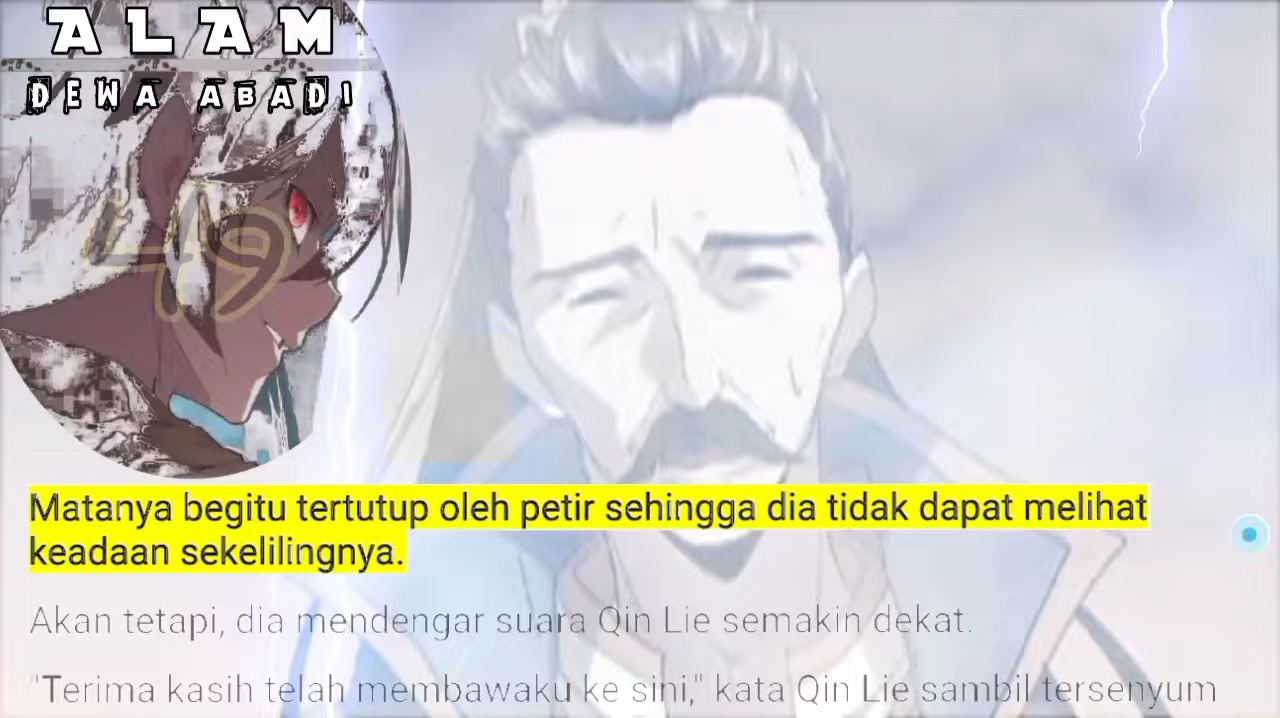 ALAM
DEWA ABADI
49
Matanya begitu tertutup oleh petir sehingga dia tidak dapat melihat
keadaan sekelilingnya.
Akan tetapi, dia mendengar suara Qin Lie semakin dekat.
"Terima kasih telah membawaku ke sini," kata Qin Lie sambil tersenyum